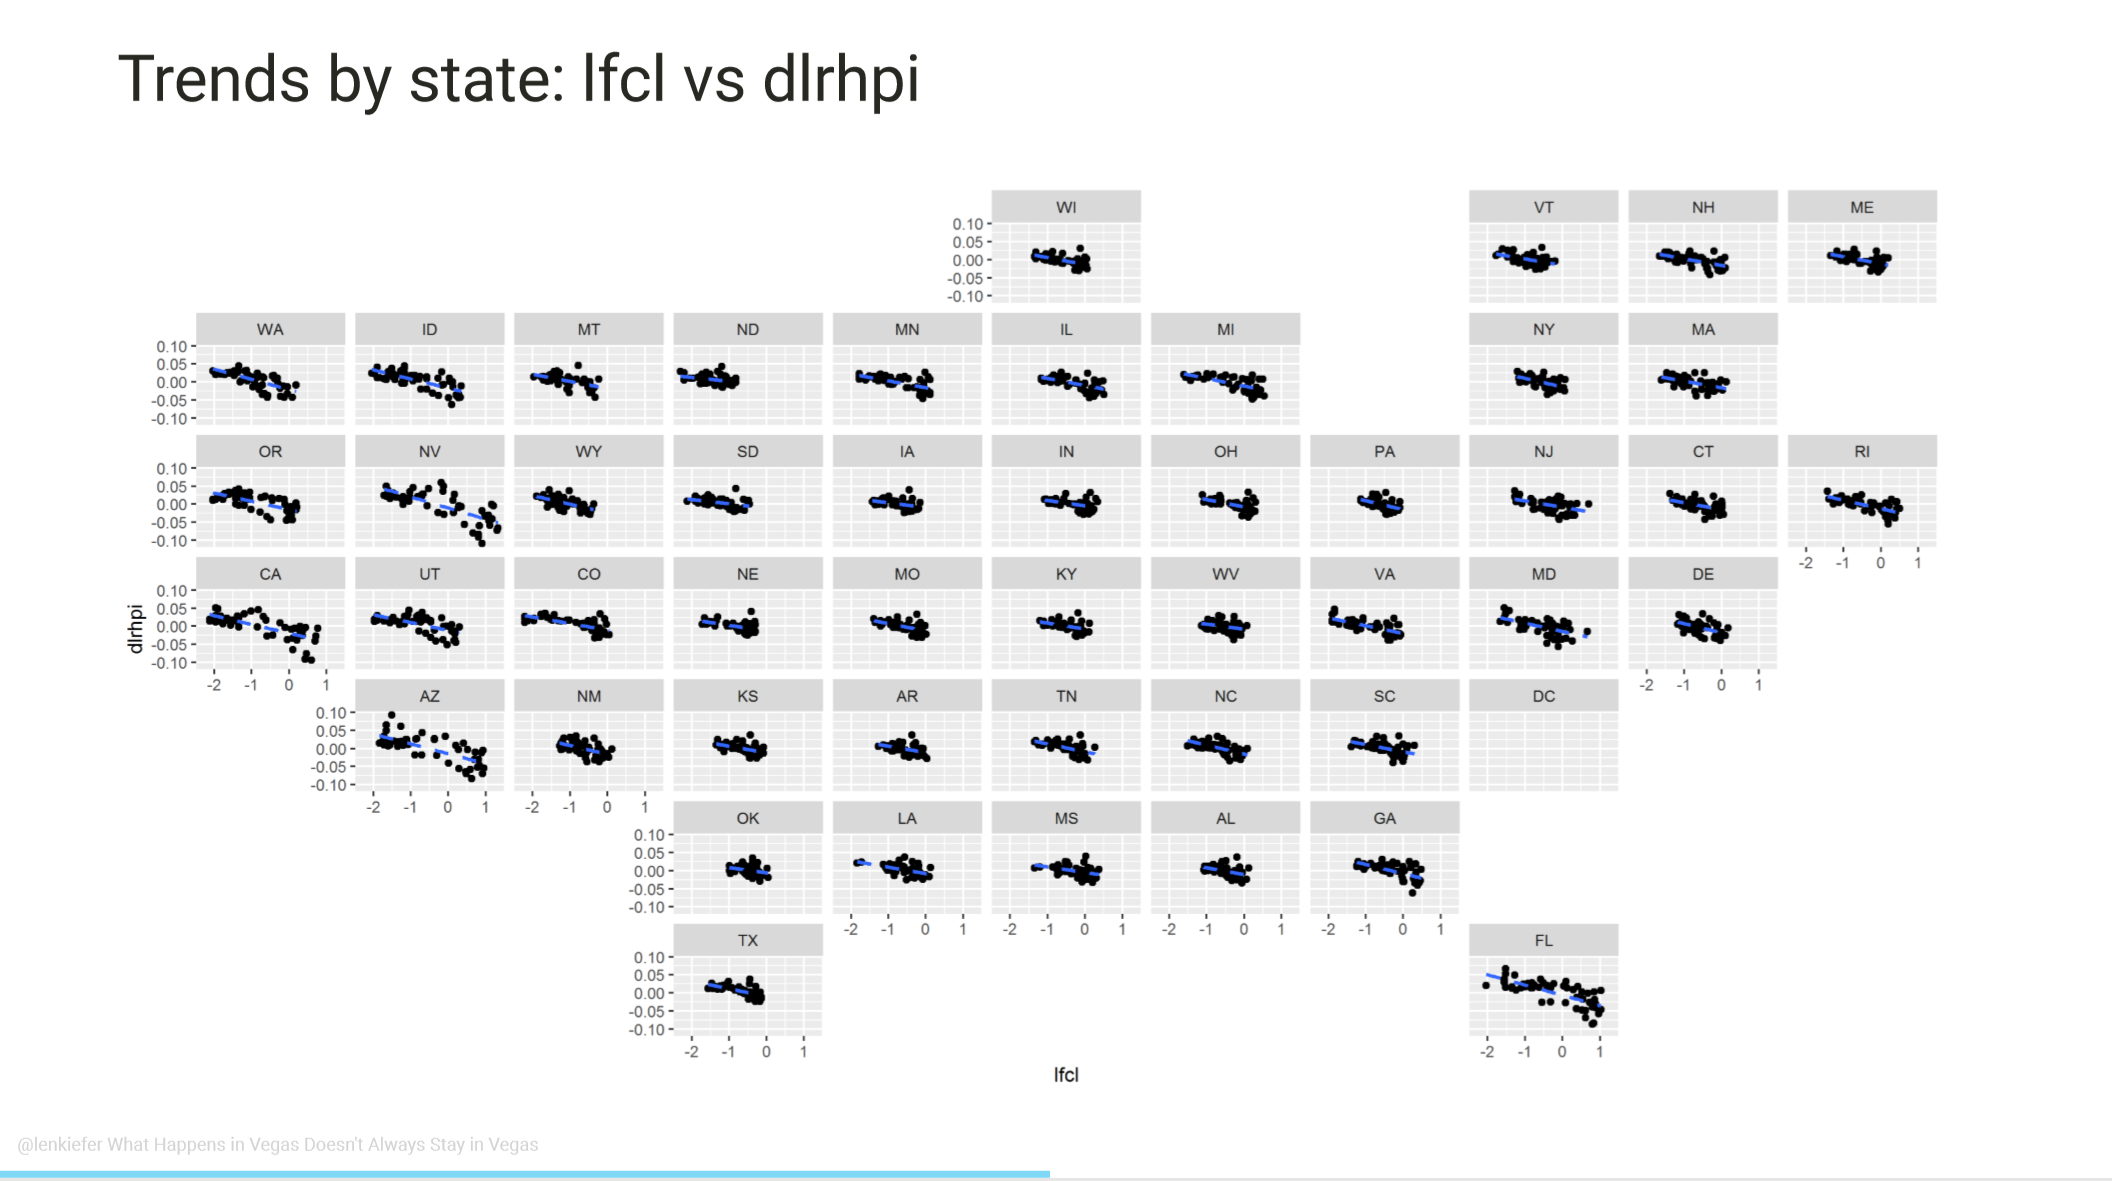 Trends by state: lfcl vs dlrhpi
WI VT NH ME
0.10
0.05
0.00
-0.05
-0.10
WA ID MT ND MN IL MI NY MA
0.10
0.05
0.00
-0.05
-0.10
OR NV WY SD IA IN OH PA NJ CT RI
0.10
0.05
0.00
-0.05
-0.10
-2 -1 0 1
CA UT CO NE MO KY WV VA MD DE
0.10
0.05
0.00
-0.05
-0.10
dlrhpi
-2 -1 0 1 -2 -1 0 1
AZ NM KS AR TN NC SC DC
0.10
0.05
0.00
-0.05
-0.10
-2 -1 0 1 -2 -1 0 1
OK LA MS AL GA
0.10
0.05
0.00
-0.05
-0.10
-2 -1 0 1 -2 -1 0 1 -2 -1 0 1 -2 -1 0 1
TX FL
0.10
0.05
0.00
-0.05
-0.10
-2 -1 0 1 -2 -1 0 1
lfcl
@lenkiefer What Happens in Vegas Doesn't Always Stay in Vegas